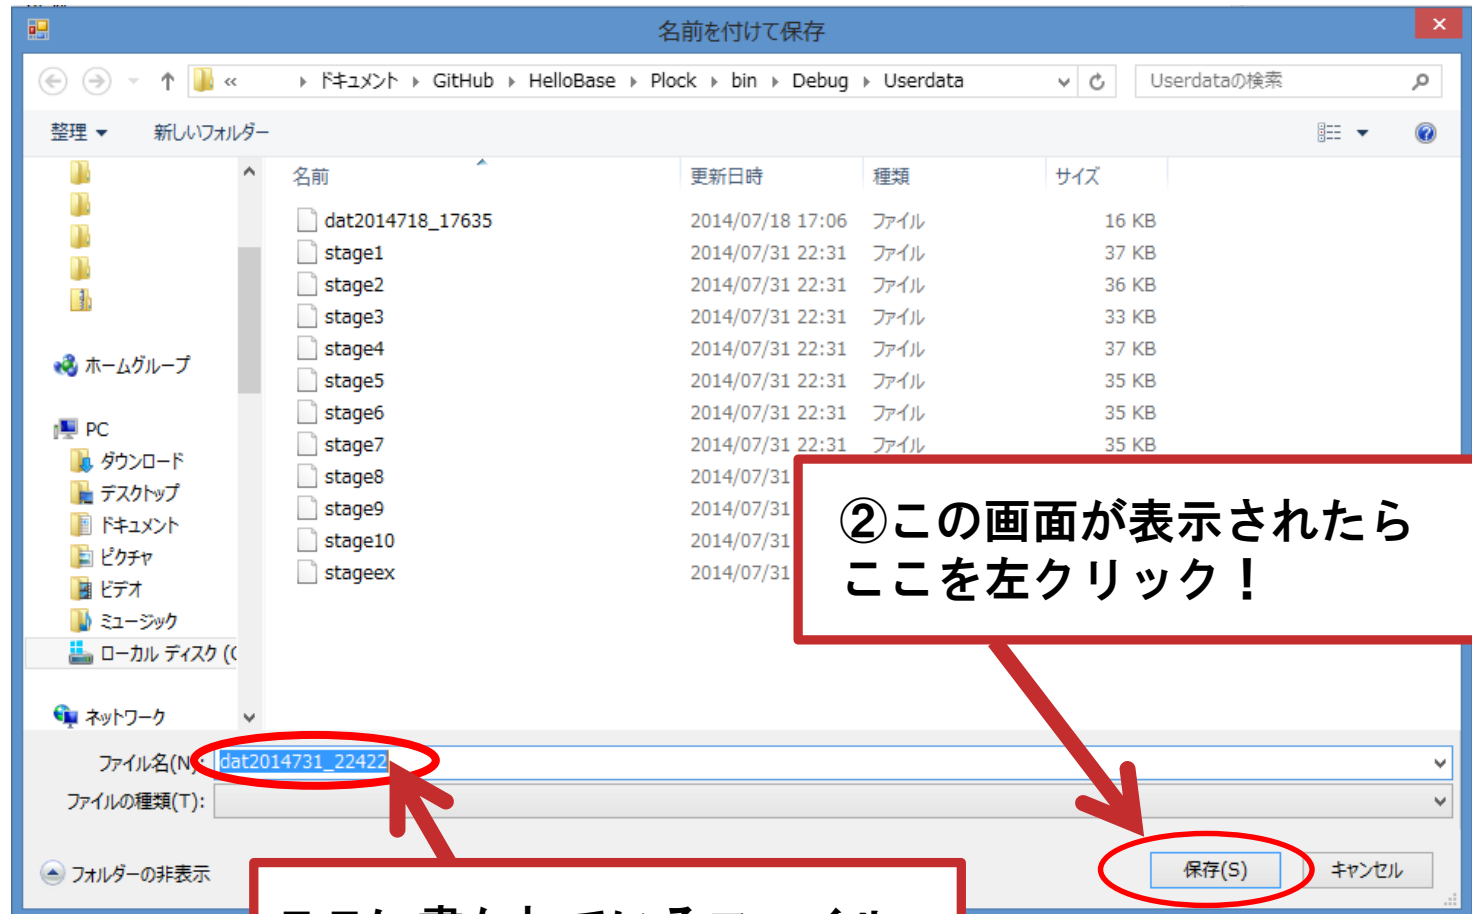 名前を付けて保存
« ▸ ドキュメント ▸ GitHub ▸ HelloBase ▸ Plock ▸ bin ▸ Debug ▸ Userdata
Userdataの検索
整理 ▼ 新しいフォルダー
名前 更新日時 種類 サイズ
dat2014718_17635 2014/07/18 17:06 ファイル 16 KB
stage1 2014/07/31 22:31 ファイル 37 KB
stage2 2014/07/31 22:31 ファイル 36 KB
stage3 2014/07/31 22:31 ファイル 33 KB
stage4 2014/07/31 22:31 ファイル 37 KB
stage5 2014/07/31 22:31 ファイル 35 KB
stage6 2014/07/31 22:31 ファイル 35 KB
stage7 2014/07/31 22:31 ファイル 35 KB
stage8 2014/07/31
stage9 2014/07/31
stage10 2014/07/31
stageex 2014/07/31
ホームグループ
PC
ダウンロード
デスクトップ
ドキュメント
ピクチャ
ビデオ
ミュージック
ローカル ディスク (C
ネットワーク
②この画面が表示されたら
ここを左クリック！
ファイル名(N): dat2014731_22422
ファイルの種類(T):
フォルダーの非表示
保存(S) キャンセル